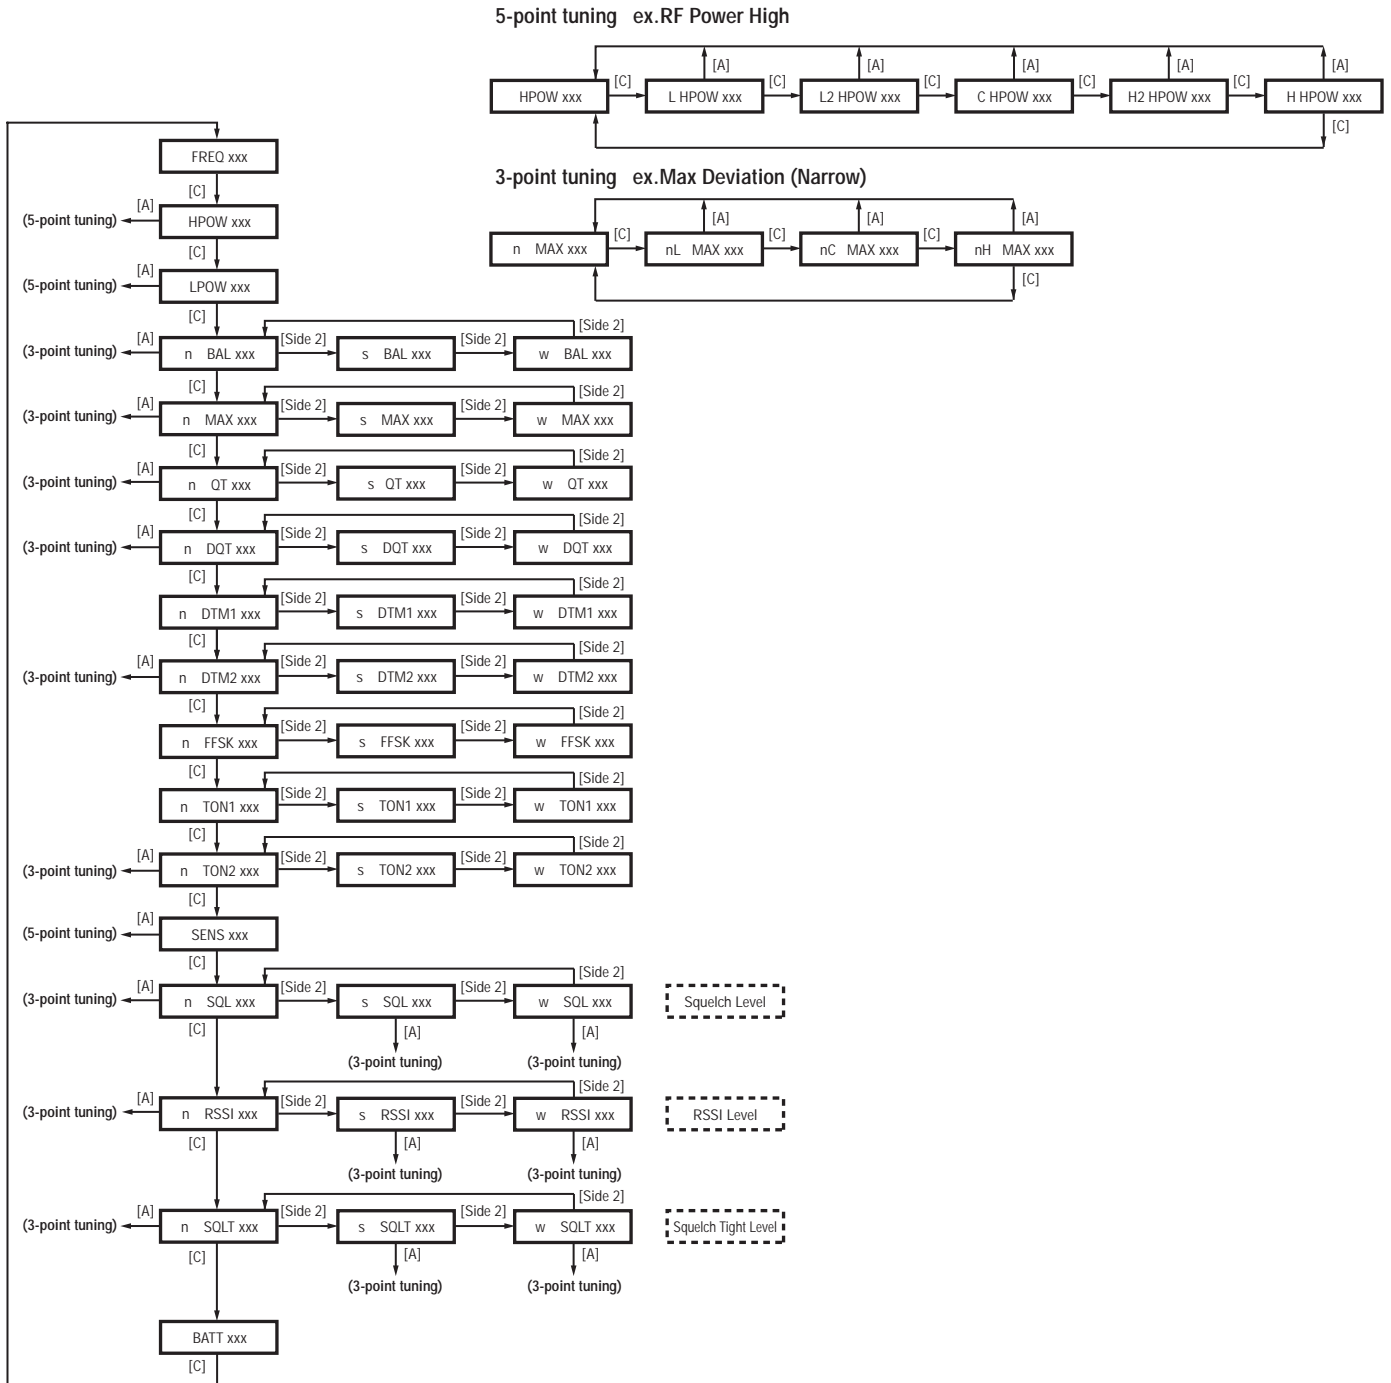 5-point tuning ex.RF Power High
[A] [A] [A] [A] [A]
[C] [C] [C] [C] [C]
HPOW xxx L HPOW xxx L2 HPOW xxx C HPOW xxx H2 HPOW xxx H HPOW xxx
[C]
3-point tuning ex.Max Deviation (Narrow)
[A] [A] [A]
[C] [C] [C]
n MAX xxx nL MAX xxx nC MAX xxx nH MAX xxx
[C]
FREQ xxx
[C]
[A]
(5-point tuning) HPOW xxx
[C]
[A]
(5-point tuning) LPOW xxx
[C]
[Side 2]
[A] [Side 2] [Side 2]
(3-point tuning) n BAL xxx s BAL xxx w BAL xxx
[C]
[Side 2]
[A] [Side 2] [Side 2]
(3-point tuning) n MAX xxx s MAX xxx w MAX xxx
[C]
[Side 2]
[A] [Side 2] [Side 2]
(3-point tuning) n QT xxx s QT xxx w QT xxx
[C]
[Side 2]
[A] [Side 2] [Side 2]
(3-point tuning) n DQT xxx s DQT xxx w DQT xxx
[C]
[Side 2]
[Side 2] [Side 2]
n DTM1 xxx s DTM1 xxx w DTM1 xxx
[C]
[Side 2]
[A] [Side 2] [Side 2]
(3-point tuning) n DTM2 xxx s DTM2 xxx w DTM2 xxx
[C]
[Side 2]
[Side 2] [Side 2]
n FFSK xxx s FFSK xxx w FFSK xxx
[C]
[Side 2]
[Side 2] [Side 2]
n TON1 xxx s TON1 xxx w TON1 xxx
[C]
[Side 2]
[A] [Side 2] [Side 2]
(3-point tuning) n TON2 xxx s TON2 xxx w TON2 xxx
[C]
[A]
(5-point tuning) SENS xxx
[C]
[Side 2]
[A] [Side 2] [Side 2]
(3-point tuning) n SQL xxx s SQL xxx w SQL xxx Squelch Level
[C] [A] [A]
(3-point tuning) (3-point tuning)
[Side 2]
[A] [Side 2] [Side 2]
(3-point tuning) n RSSI xxx s RSSI xxx w RSSI xxx RSSI Level
[C] [A] [A]
(3-point tuning) (3-point tuning)
[Side 2]
[A] [Side 2] [Side 2]
(3-point tuning) n SQLT xxx s SQLT xxx w SQLT xxx Squelch Tight Level
[C] [A] [A]
(3-point tuning) (3-point tuning)
BATT xxx
[C]